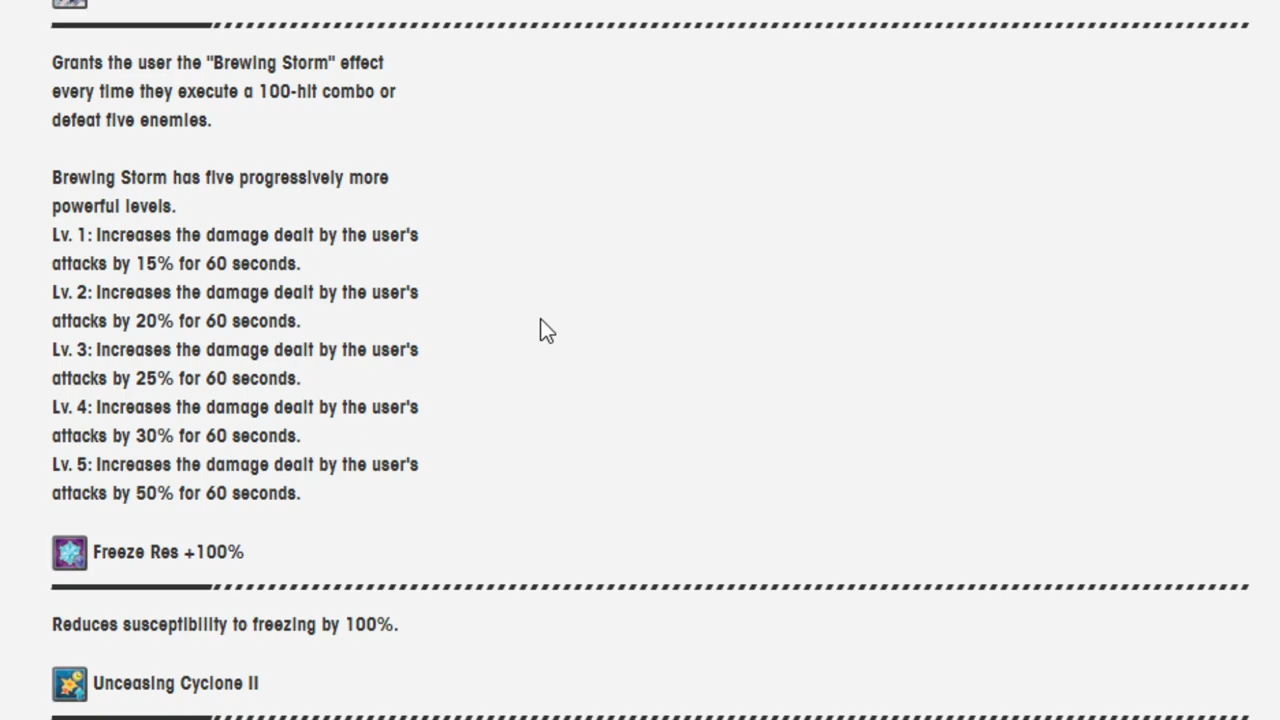 Grants the user the "Brewing Storm" effect
every time they execute a 100-hit combo or
defeat five enemies.
Brewing Storm has five progressively more
powerful levels.
Lv. 1: Increases the damage dealt by the user's
attacks by 15% for 60 seconds.
Lv. 2: Increases the damage dealt by the user's
attacks by 20% for 60 seconds.
Lv. 3: Increases the damage dealt by the user's
attacks by 25% for 60 seconds.
Lv. 4: Increases the damage dealt by the user's
attacks by 30% for 60 seconds.
Lv. 5: Increases the damage dealt by the user's
attacks by 50% for 60 seconds.
Freeze Res +100%
Reduces susceptibility to freezing by 100%.
Unceasing Cyclone II